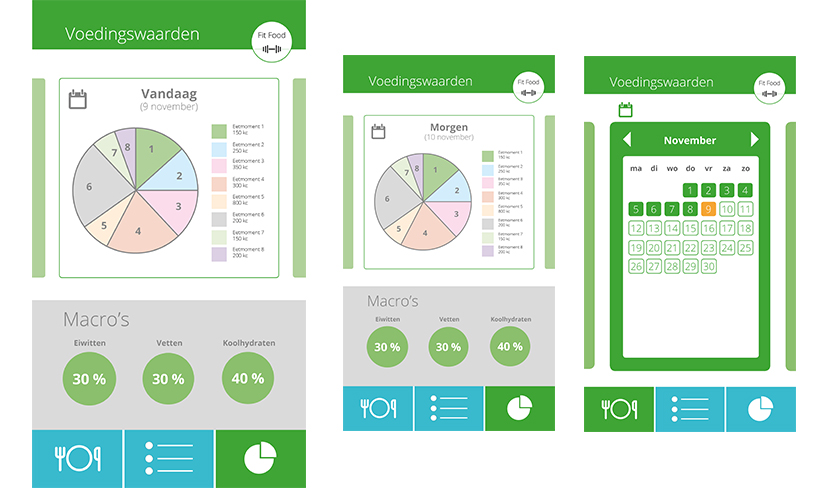 Voedingswaarden
Fit Food
Vandaag
(9 november)
1
2
3
4
5
6
7
8
Eetmoment 1
150 kc
Eetmoment 2
250 kc
Eetmoment 3
350 kc
Eetmoment 4
300 kc
Eetmoment 5
800 kc
Eetmoment 6
200 kc
Eetmoment 7
150 kc
Eetmoment 8
200 kc
Macro's
Eiwitten Vetten Koolhydraten
30 % 30 % 40 %
Voedingswaarden
Fit Food
Morgen
(10 november)
1
2
3
4
5
6
7
8
Eetmoment 1
150 kc
Eetmoment 2
250 kc
Eetmoment 3
350 kc
Eetmoment 4
300 kc
Eetmoment 5
800 kc
Eetmoment 6
200 kc
Eetmoment 7
150 kc
Eetmoment 8
200 kc
Macro's
Eiwitten Vetten Koolhydraten
30 % 30 % 40 %
Voedingswaarden
Fit Food
November
ma di wo do vr za zo
1 2 3 4
5 6 7 8 9 10 11
12 13 14 15 16 17 18
19 20 21 22 23 24 25
26 27 28 29 30